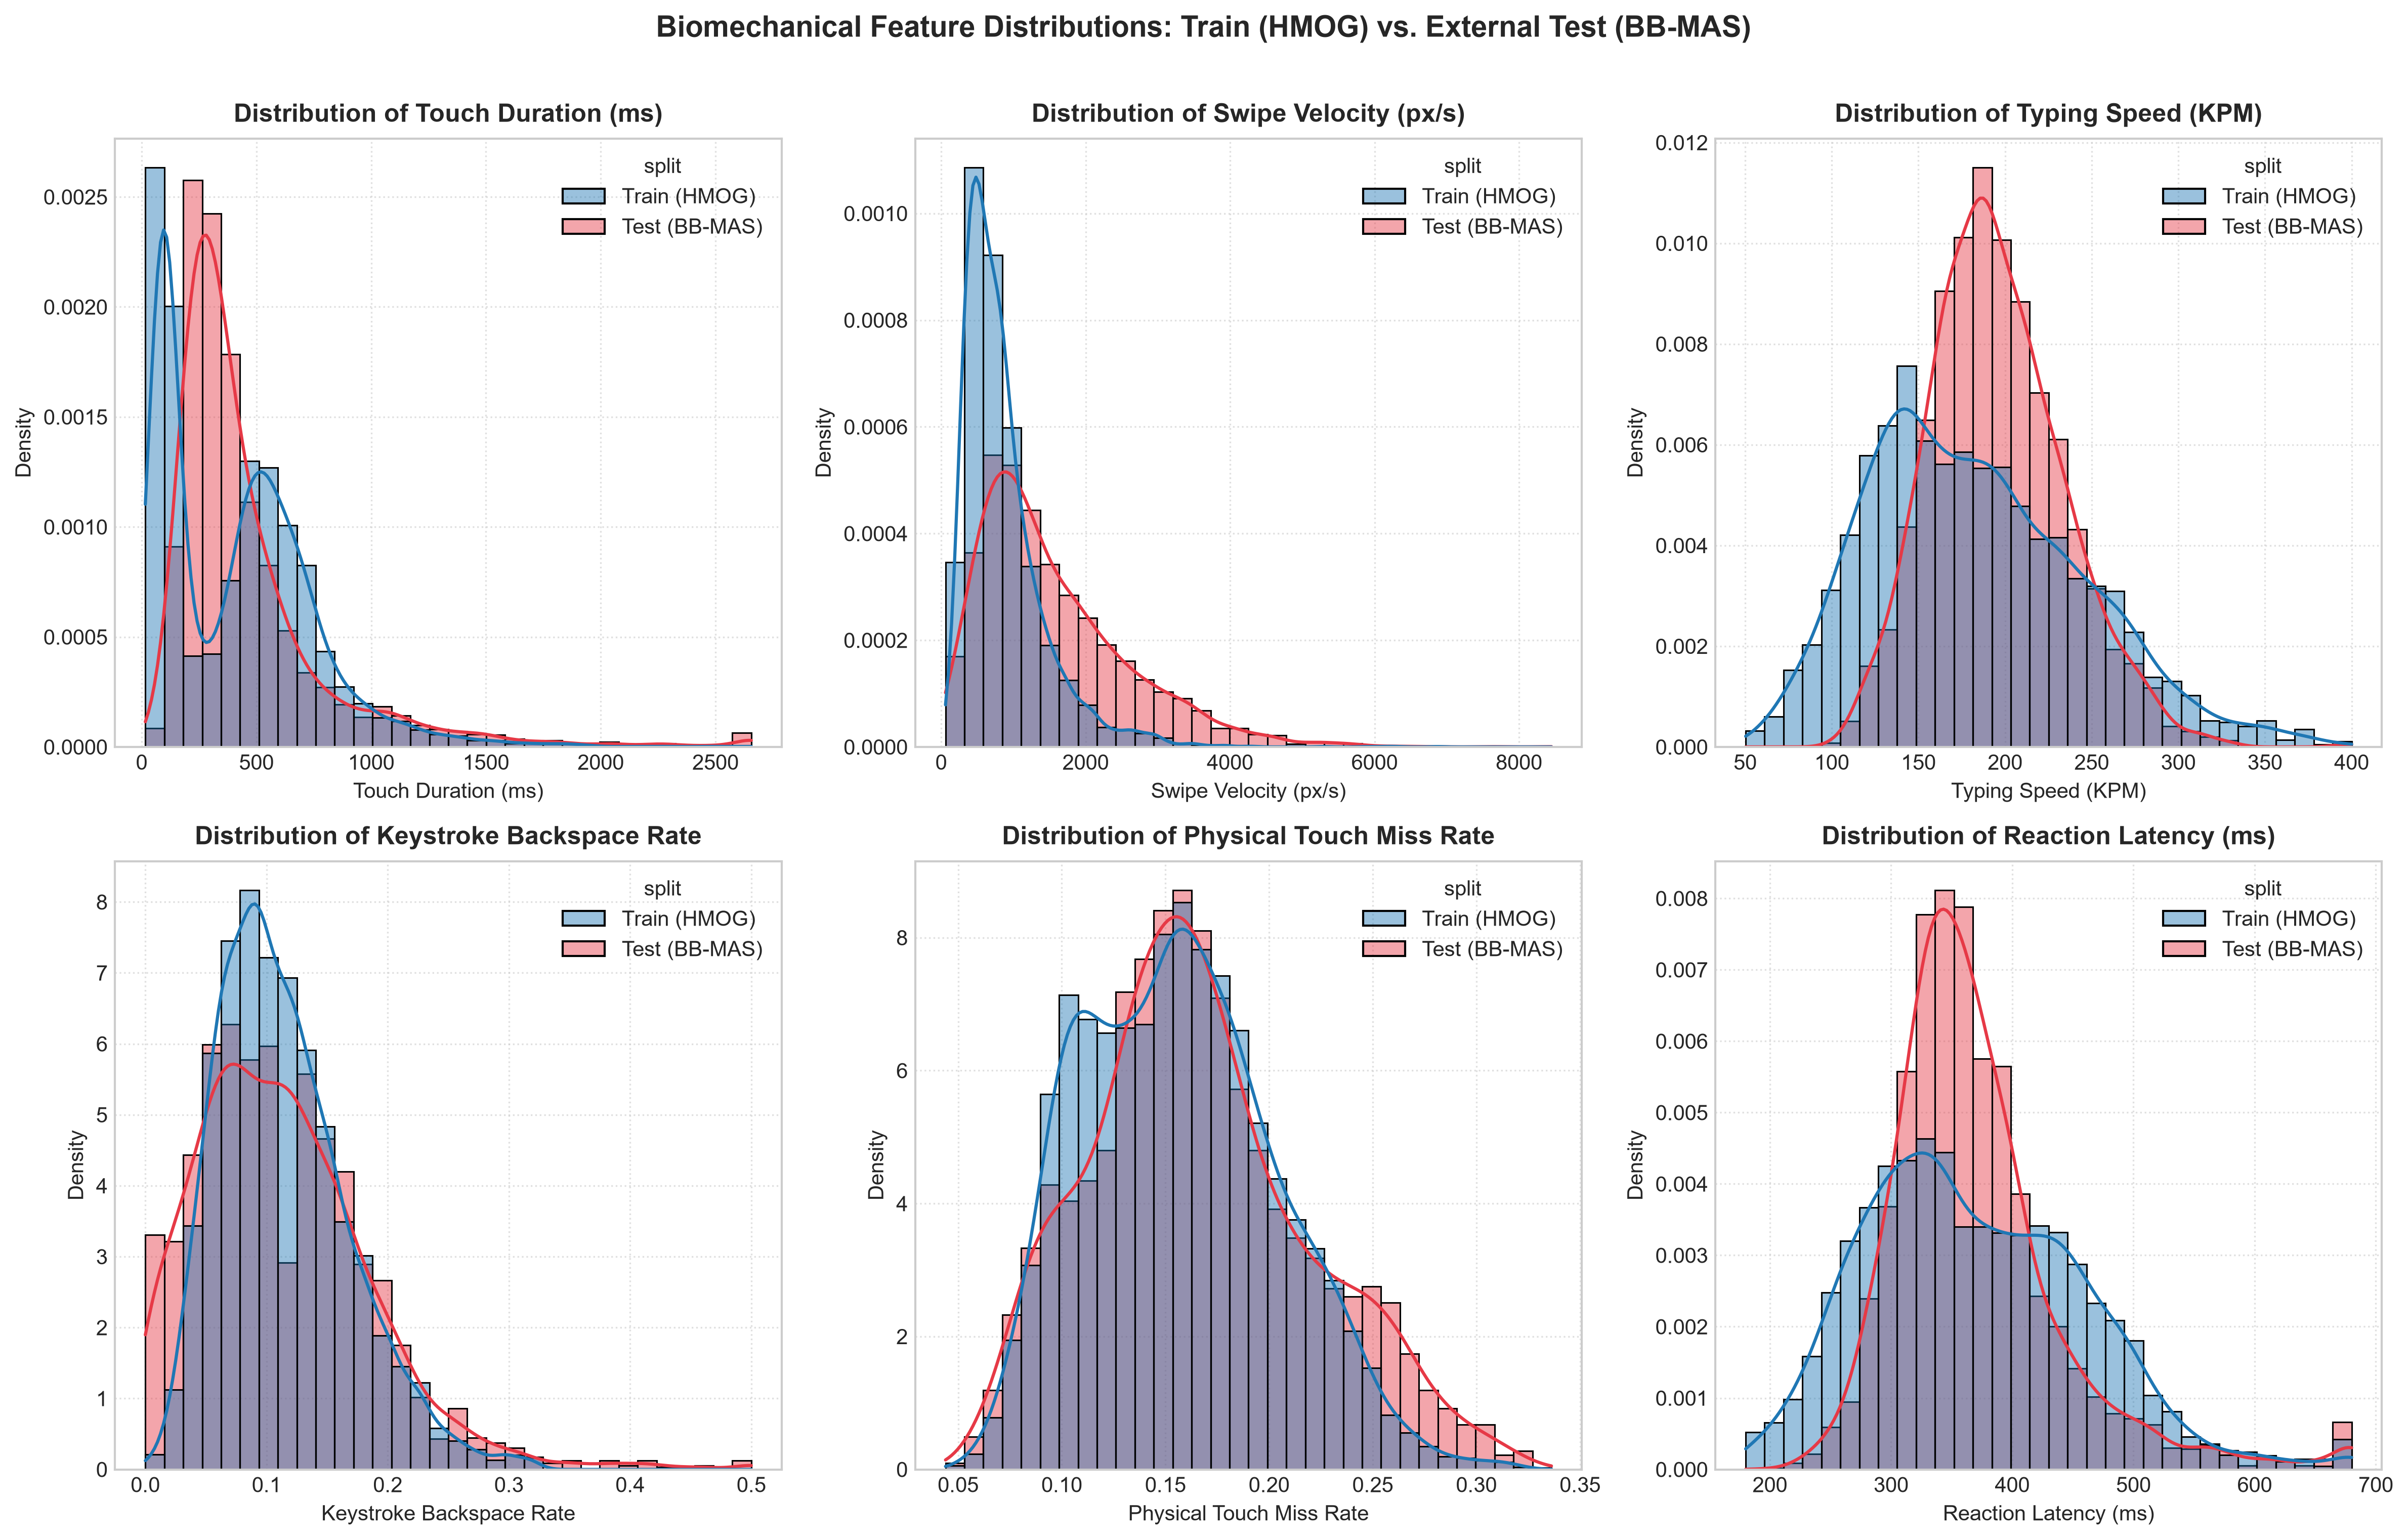 Biomechanical Feature Distributions: Train (HMOG) vs. External Test (BB-MAS)
Distribution of Touch Duration (ms)
split
Train (HMOG)
Test (BB-MAS)
Density
0.0025
0.0020
0.0015
0.0010
0.0005
0.0000
0 500 1000 1500 2000 2500
Touch Duration (ms)
Distribution of Swipe Velocity (px/s)
split
Train (HMOG)
Test (BB-MAS)
Density
0.0010
0.0008
0.0006
0.0004
0.0002
0.0000
0 2000 4000 6000 8000
Swipe Velocity (px/s)
Distribution of Typing Speed (KPM)
split
Train (HMOG)
Test (BB-MAS)
Density
0.012
0.010
0.008
0.006
0.004
0.002
0.000
50 100 150 200 250 300 350 400
Typing Speed (KPM)
Distribution of Keystroke Backspace Rate
split
Train (HMOG)
Test (BB-MAS)
Density
8
7
6
5
4
3
2
1
0
0.0 0.1 0.2 0.3 0.4 0.5
Keystroke Backspace Rate
Distribution of Physical Touch Miss Rate
split
Train (HMOG)
Test (BB-MAS)
Density
8
6
4
2
0
0.05 0.10 0.15 0.20 0.25 0.30 0.35
Physical Touch Miss Rate
Distribution of Reaction Latency (ms)
split
Train (HMOG)
Test (BB-MAS)
Density
0.008
0.007
0.006
0.005
0.004
0.003
0.002
0.001
0.000
200 300 400 500 600 700
Reaction Latency (ms)